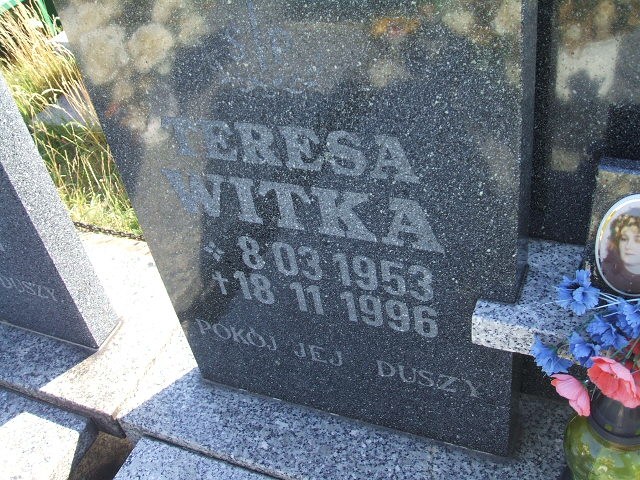 TERESA
WITKA
* 8 03 1953
† 18 11 1996
POKÓJ JEJ DUSZY
DUSZY